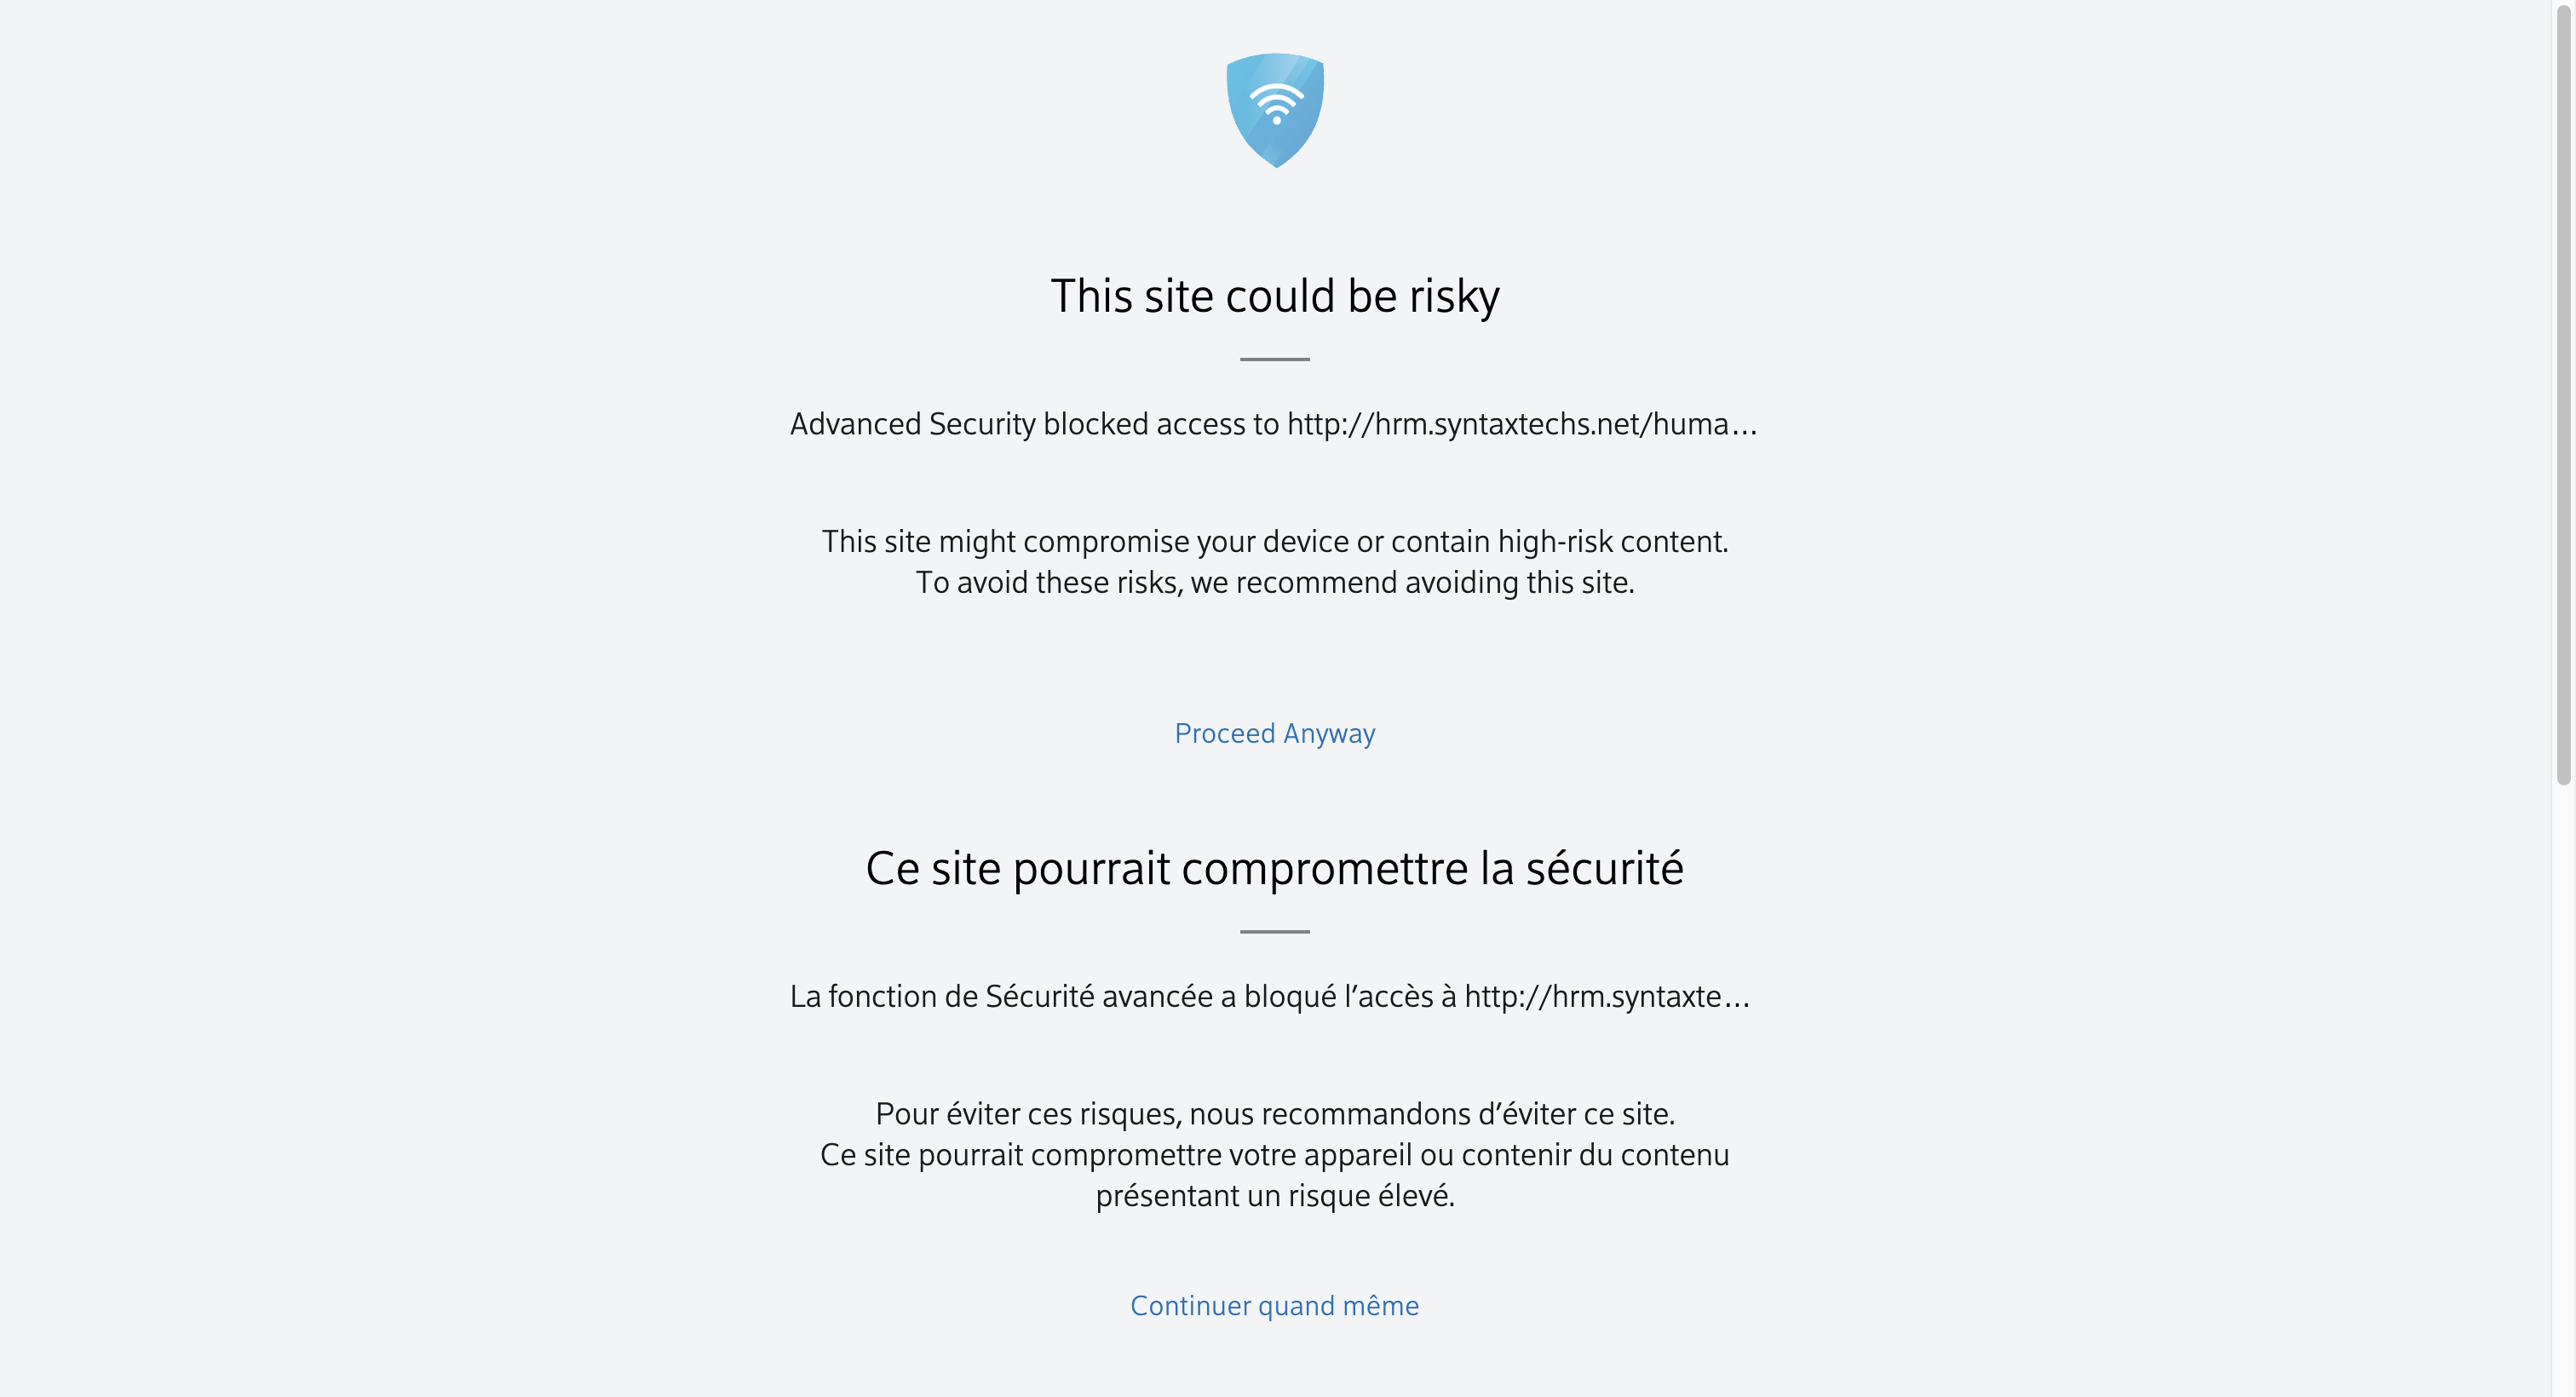 This site could be risky
Advanced Security blocked access to http://hrm.syntaxtechs.net/huma...
This site might compromise your device or contain high-risk content.
To avoid these risks, we recommend avoiding this site.
Proceed Anyway
Ce site pourrait compromettre la sécurité
La fonction de Sécurité avancée a bloqué l’accès à http://hrm.syntaxte...
Pour éviter ces risques, nous recommandons d’éviter ce site.
Ce site pourrait compromettre votre appareil ou contenir du contenu
présentant un risque élevé.
Continuer quand même